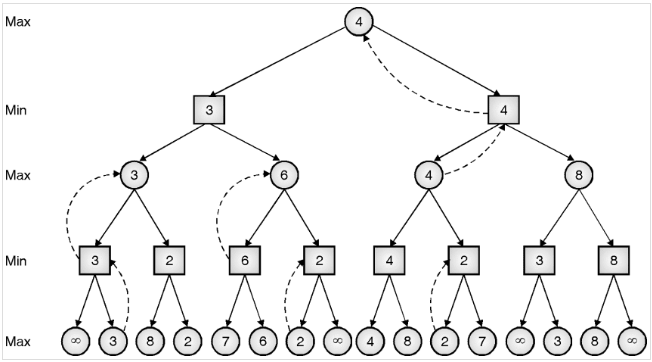 Max 4
Min 3 4
Max 3 6 4 8
Min 3 2 6 2 4 2 3 8
Max ∞ 3 8 2 7 6 2 ∞ 4 8 2 7 ∞ 3 8 ∞